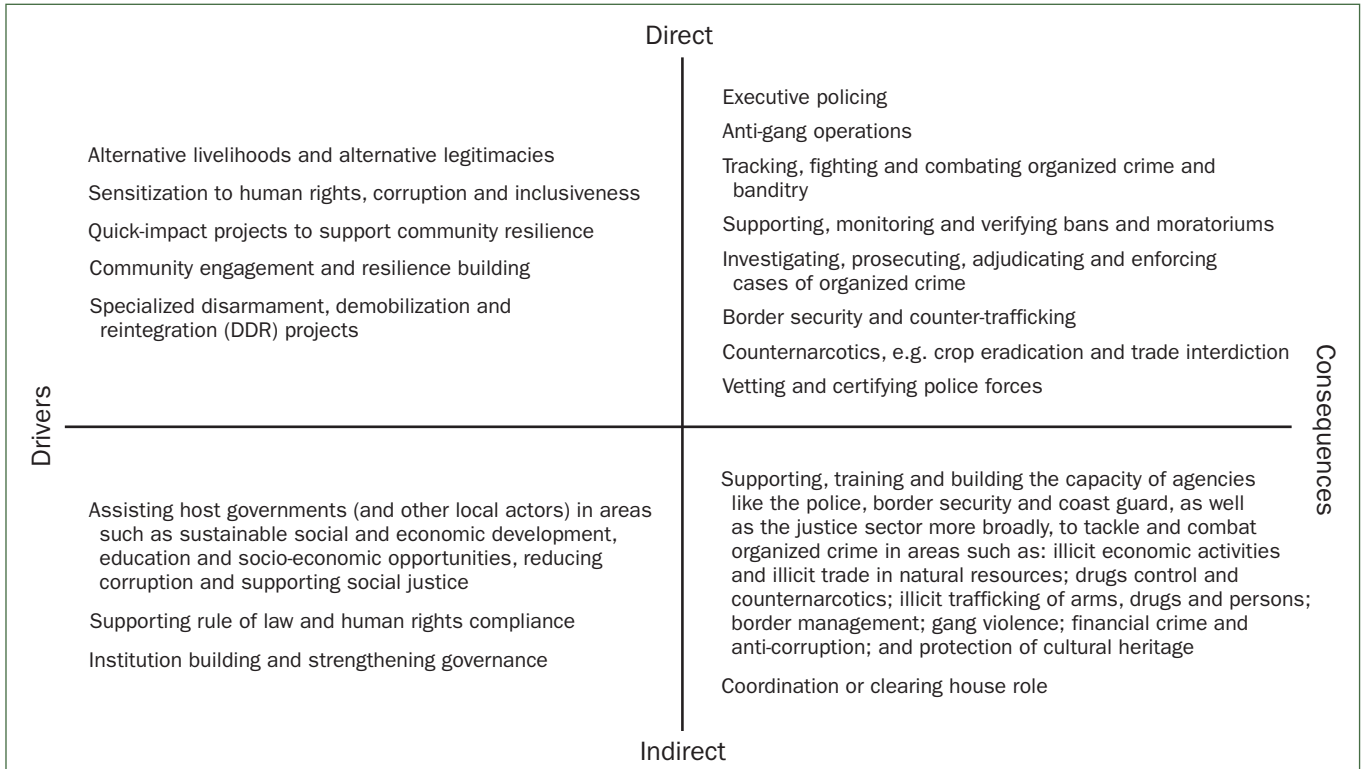 Direct
Alternative livelihoods and alternative legitimacies
Sensitization to human rights, corruption and inclusiveness
Quick-impact projects to support community resilience
Community engagement and resilience building
Specialized disarmament, demobilization and
reintegration (DDR) projects
Executive policing
Anti-gang operations
Tracking, fighting and combating organized crime and
banditry
Supporting, monitoring and verifying bans and moratoriums
Investigating, prosecuting, adjudicating and enforcing
cases of organized crime
Border security and counter-trafficking
Counternarcotics, e.g. crop eradication and trade interdiction
Vetting and certifying police forces
Drivers
Consequences
Assisting host governments (and other local actors) in areas
such as sustainable social and economic development,
education and socio-economic opportunities, reducing
corruption and supporting social justice
Supporting rule of law and human rights compliance
Institution building and strengthening governance
Supporting, training and building the capacity of agencies
like the police, border security and coast guard, as well
as the justice sector more broadly, to tackle and combat
organized crime in areas such as: illicit economic activities
and illicit trade in natural resources; drugs control and
counternarcotics; illicit trafficking of arms, drugs and persons;
border management; gang violence; financial crime and
anti-corruption; and protection of cultural heritage
Coordination or clearing house role
Indirect